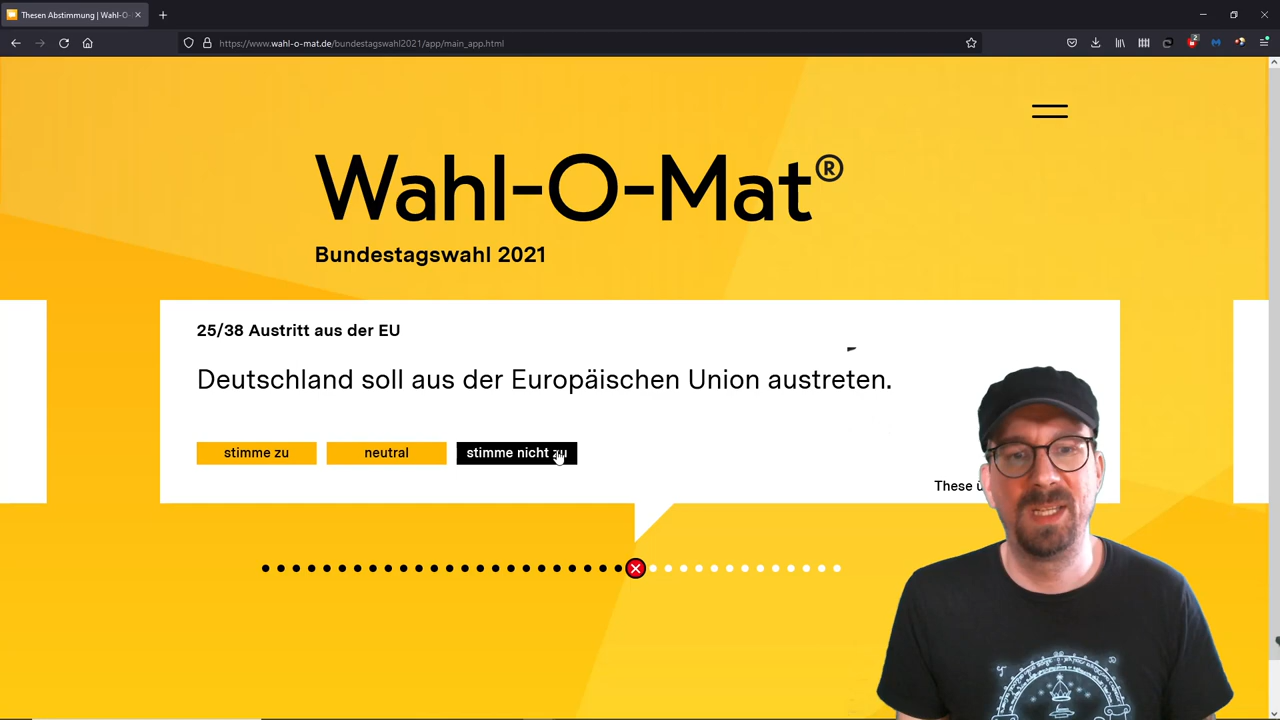 Thesen Abstimmung | Wahl-O-
https://www.wahl-o-mat.de/bundestagswahl2021/app/main_app.html
2
Wahl-O-Mat®
Bundestagswahl 2021
25/38 Austritt aus der EU
Deutschland soll aus der Europäischen Union austreten.
stimme zu
neutral
stimme nicht zu
These ü